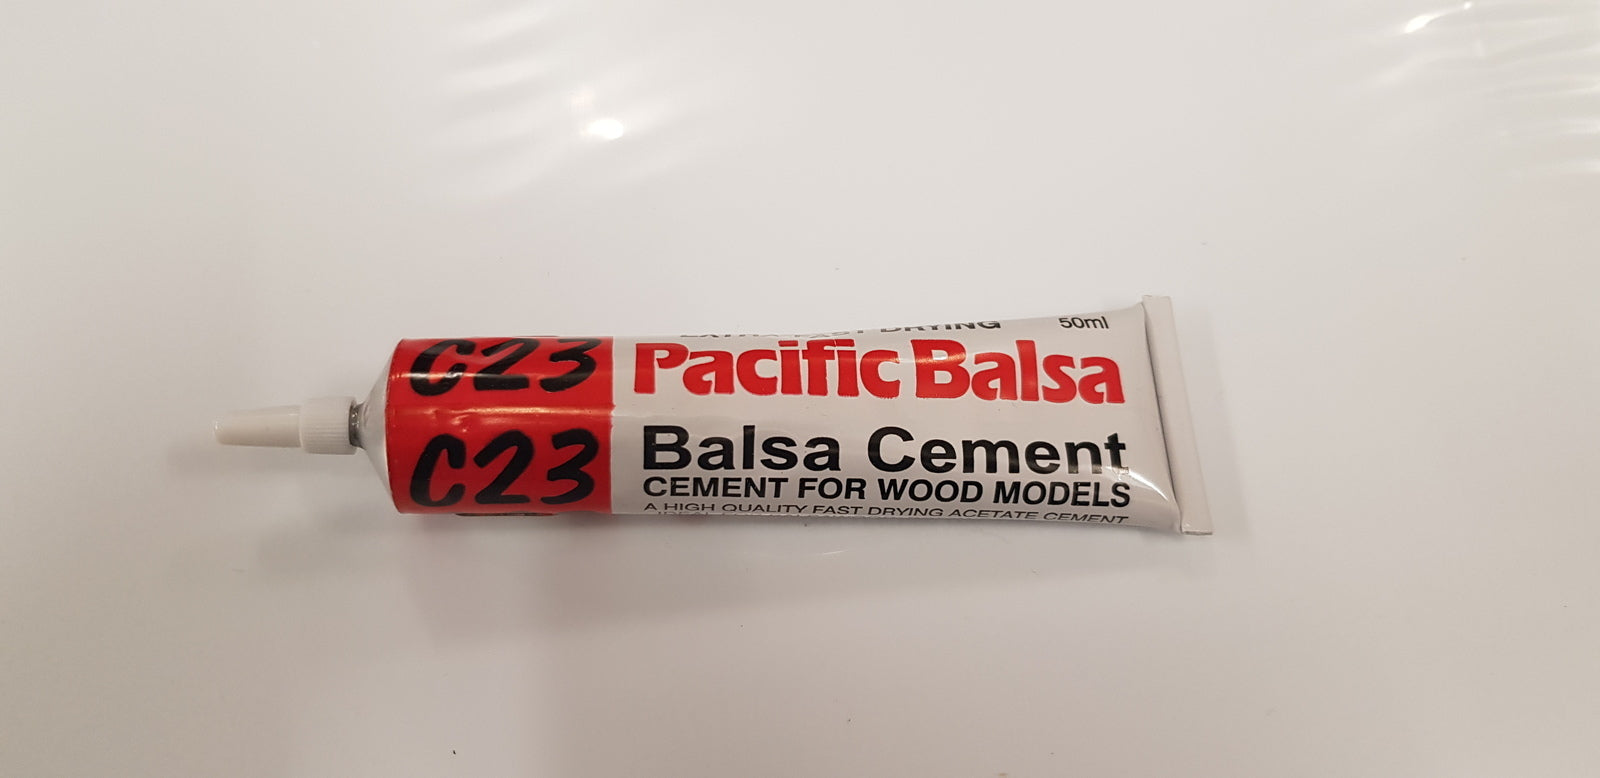 EXTRA FAST DRYING
50ml
C23
Pacific Balsa
C23
Balsa Cement
CEMENT FOR WOOD MODELS
A HIGH QUALITY FAST DRYING ACETATE CEMENT